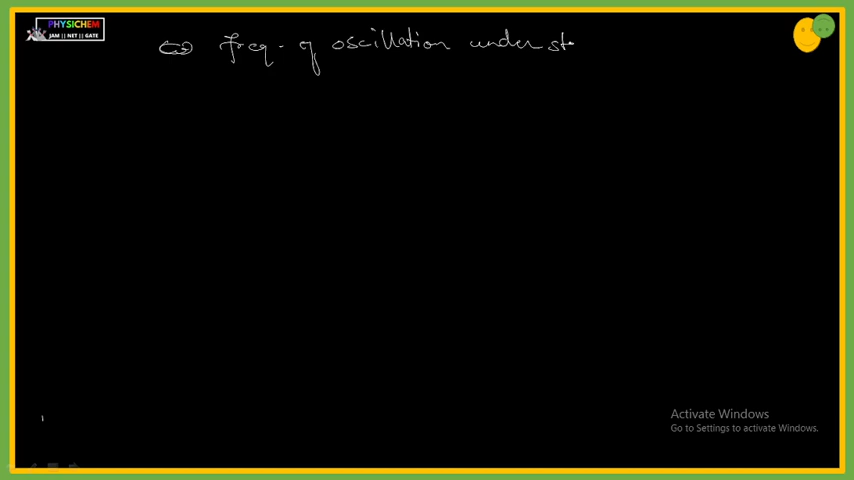 PHYSICHEM
JAM || NET || GATE
freq. of oscillation under st
Activate Windows
Go to Settings to activate Windows.